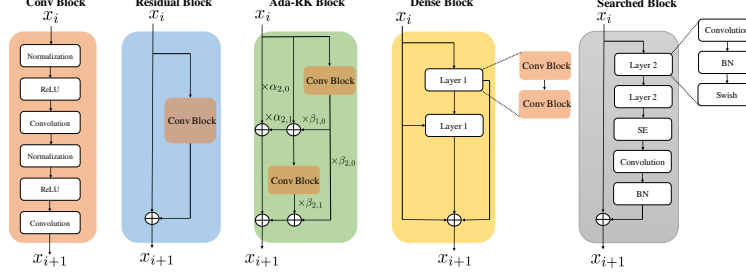 Conv Block
x_i
Normalization
ReLU
Convolution
Normalization
ReLU
Convolution
x_{i+1}
Residual Block
x_i
Conv Block
x_{i+1}
Ada-RK Block
x_i
Conv Block
×α_{2,0}
×α_{2,1}
×β_{1,0}
×β_{2,0}
Conv Block
×β_{2,1}
x_{i+1}
Dense Block
x_i
Layer 1
Layer 1
x_{i+1}
Conv Block
Conv Block
Searched Block
x_i
Layer 2
Layer 2
SE
Convolution
BN
x_{i+1}
Convolution
BN
Swish